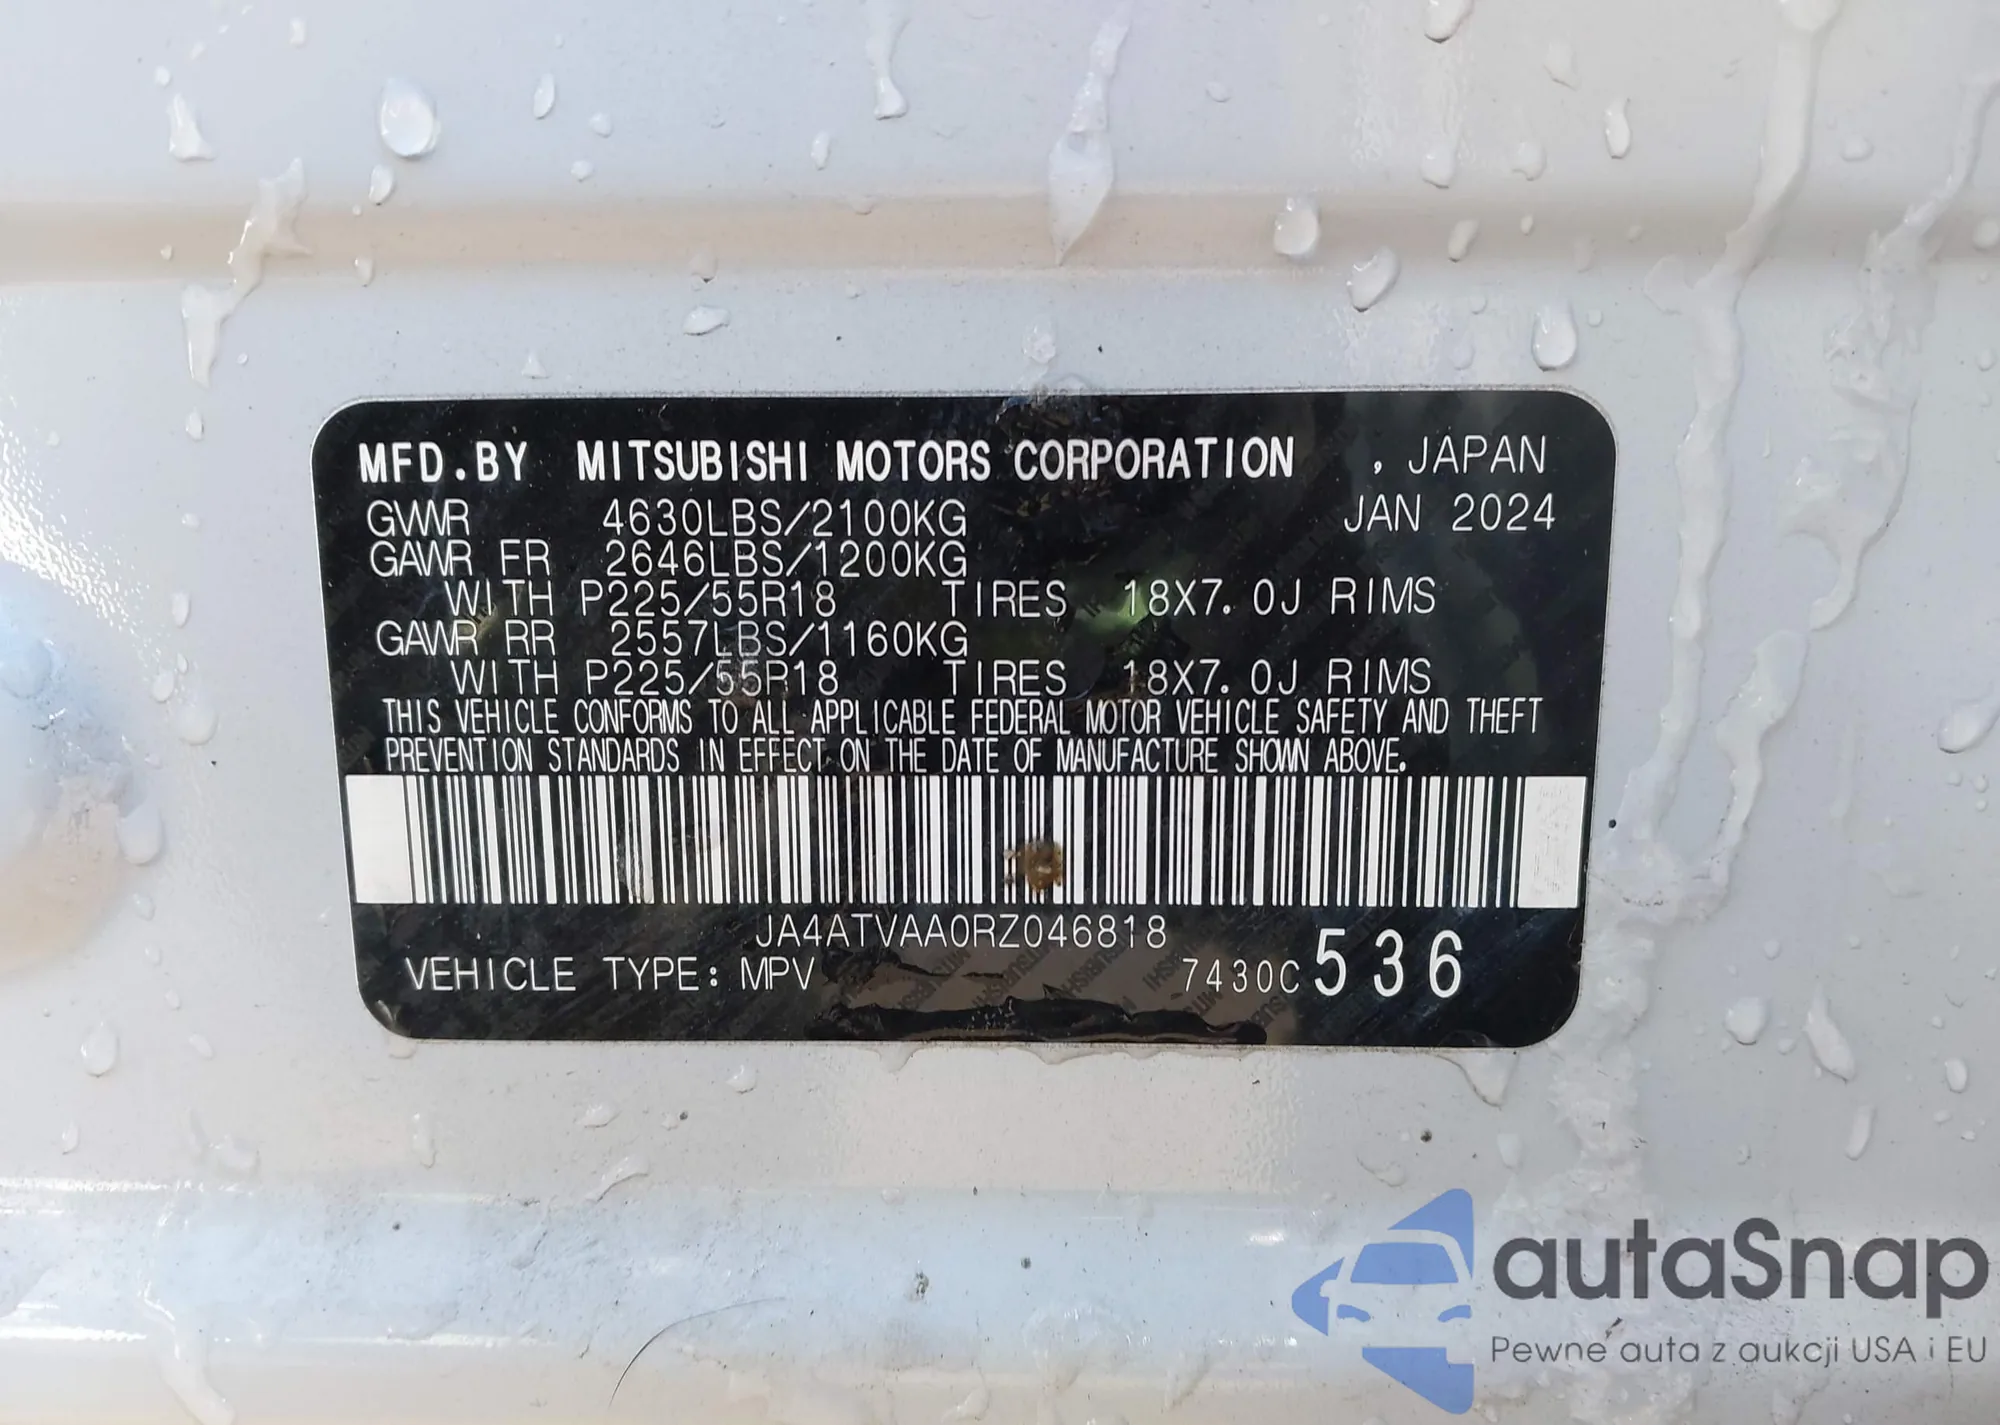 MFD.BY MITSUBISHI MOTORS CORPORATION , JAPAN
GVWR 4630LBS/2100KG JAN 2024
GAWR FR 2646LBS/1200KG
WITH P225/55R18 TIRES 18X7.0J RIMS
GAWR RR 2557LBS/1160KG
WITH P225/55R18 TIRES 18X7.0J RIMS
THIS VEHICLE CONFORMS TO ALL APPLICABLE FEDERAL MOTOR VEHICLE SAFETY AND THEFT
PREVENTION STANDARDS IN EFFECT ON THE DATE OF MANUFACTURE SHOWN ABOVE.
JA4ATVAA0RZ046818
VEHICLE TYPE: MPV 7430C 536
autaSnap
Pewne auta z aukcji USA i EU